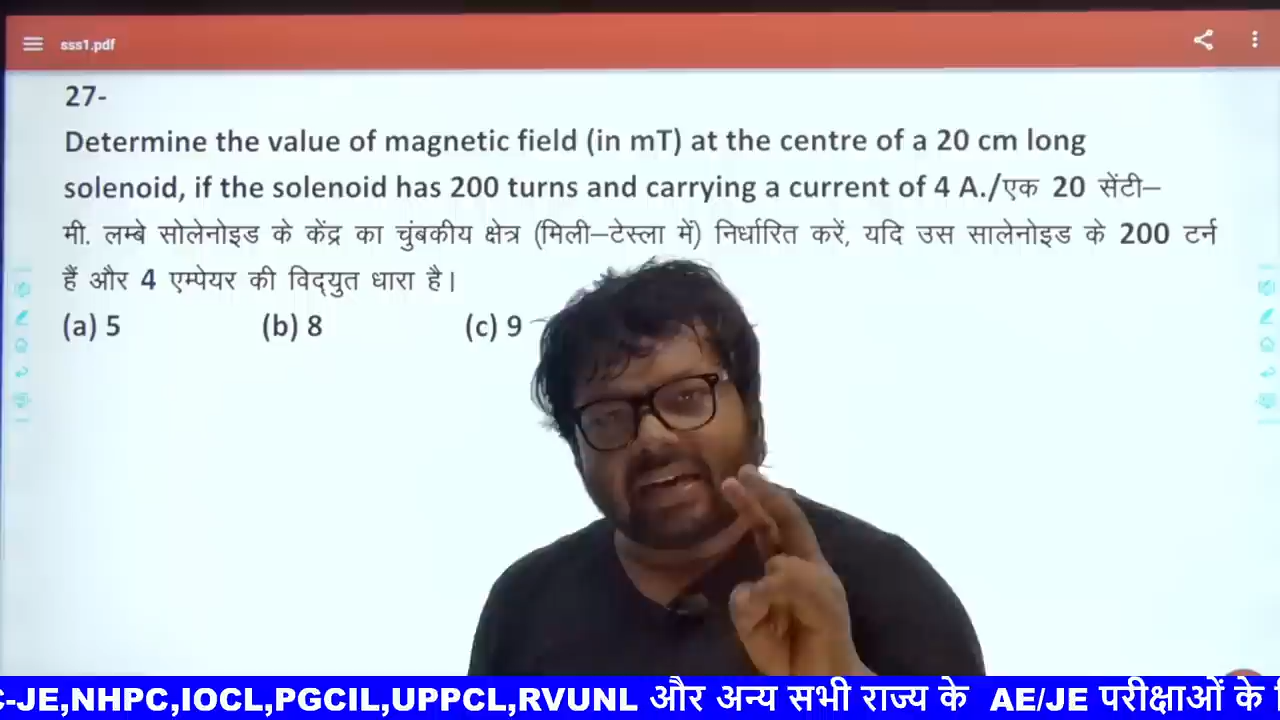 sss1.pdf
27-
Determine the value of magnetic field (in mT) at the centre of a 20 cm long
solenoid, if the solenoid has 200 turns and carrying a current of 4 A./एक 20 सेंटी–
मी. लम्बे सोलेनोइड के केंद्र का चुंबकीय क्षेत्र (मिली–टेस्ला में) निर्धारित करें, यदि उस सालेनोइड के 200 टर्न
हैं और 4 एम्पेयर की विद्युत धारा है।
(a) 5 (b) 8 (c) 9
-JE,NHPC,IOCL,PGCIL,UPPCL,RVUNL और अन्य सभी राज्य के AE/JE परीक्षाओं के